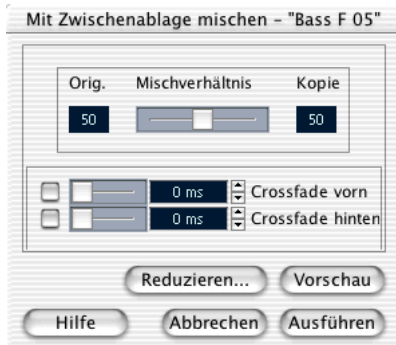 Mit Zwischenablage mischen – "Bass F 05"
Orig. Mischverhältnis Kopie
50 50
0 ms Crossfade vorn
0 ms Crossfade hinten
Reduzieren... Vorschau
Hilfe Abbrechen Ausführen